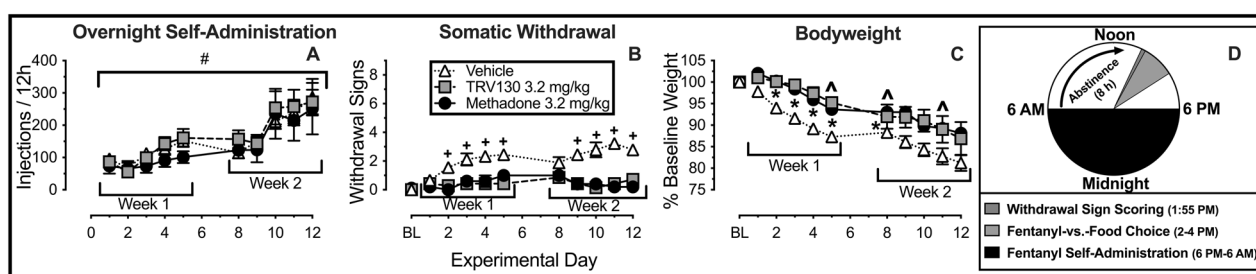 Overnight Self-Administration
A
#
Injections / 12h
400
300
200
100
0
Week 1
Week 2
0 2 4 6 8 10 12
Somatic Withdrawal
B
Withdrawal Signs
8
6
4
2
0
Vehicle
TRV130 3.2 mg/kg
Methadone 3.2 mg/kg
+ + + + + + + +
Week 1
Week 2
BL 2 4 6 8 10 12
Experimental Day
Bodyweight
C
% Baseline Weight
105
100
95
90
85
80
75
^ ^ ^
* * * * *
Week 1
Week 2
BL 2 4 6 8 10 12
D
Noon
Abstinence
(8 h)
6 AM
6 PM
Midnight
Withdrawal Sign Scoring (1:55 PM)
Fentanyl-vs.-Food Choice (2-4 PM)
Fentanyl Self-Administration (6 PM-6 AM)